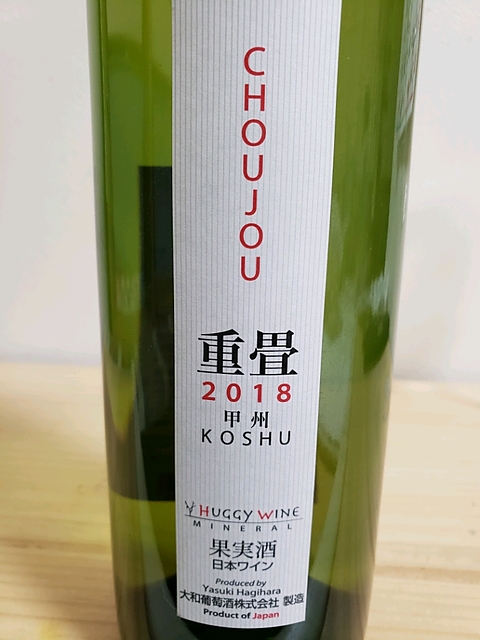 CHOUJOU
重畳
2018
甲州
KOSHU
HUGGY WINE
MINERAL
果実酒
日本ワイン
Produced by
Yasuki Hagihara
大和葡萄酒株式会社 製造
Product of Japan